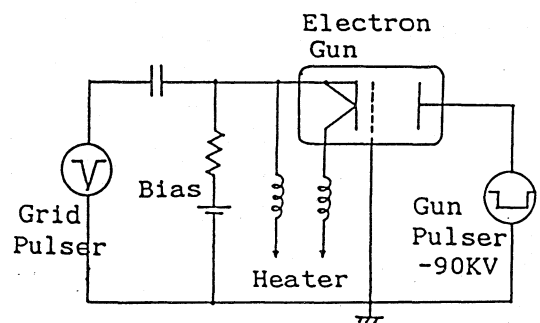 Electron
Gun
Bias
Grid
Pulser
Heater
Gun
Pulser
-90KV